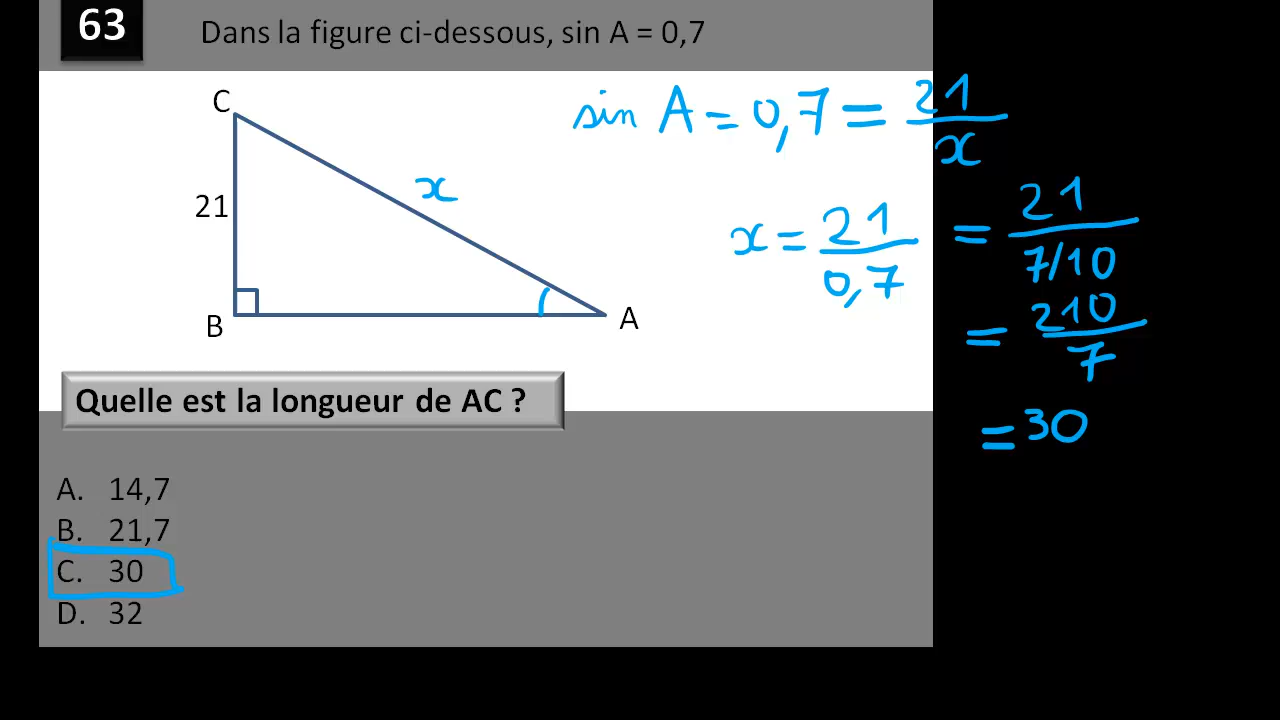 63
Dans la figure ci-dessous, sin A = 0,7
C
21
x
B
A
sin A = 0,7 = 21/x
x = 21/0,7 = 21/7/10
= 210/7
= 30
Quelle est la longueur de AC ?
A. 14,7
B. 21,7
C. 30
D. 32